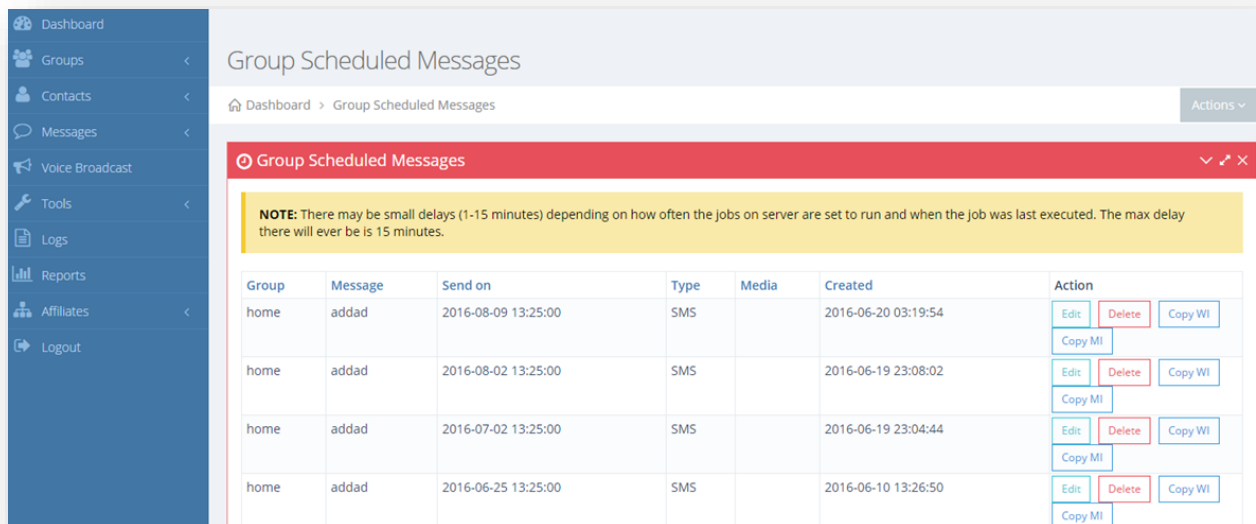 Dashboard
Groups
Contacts
Messages
Voice Broadcast
Tools
Logs
Reports
Affiliates
Logout
Group Scheduled Messages
Dashboard > Group Scheduled Messages
Actions
Group Scheduled Messages
NOTE: There may be small delays (1-15 minutes) depending on how often the jobs on server are set to run and when the job was last executed. The max delay
there will ever be is 15 minutes.
Group Message Send on Type Media Created Action
home addad 2016-08-09 13:25:00 SMS 2016-06-20 03:19:54 Edit Delete Copy WI
Copy MI
home addad 2016-08-02 13:25:00 SMS 2016-06-19 23:08:02 Edit Delete Copy WI
Copy MI
home addad 2016-07-02 13:25:00 SMS 2016-06-19 23:04:44 Edit Delete Copy WI
Copy MI
home addad 2016-06-25 13:25:00 SMS 2016-06-10 13:26:50 Edit Delete Copy WI
Copy MI